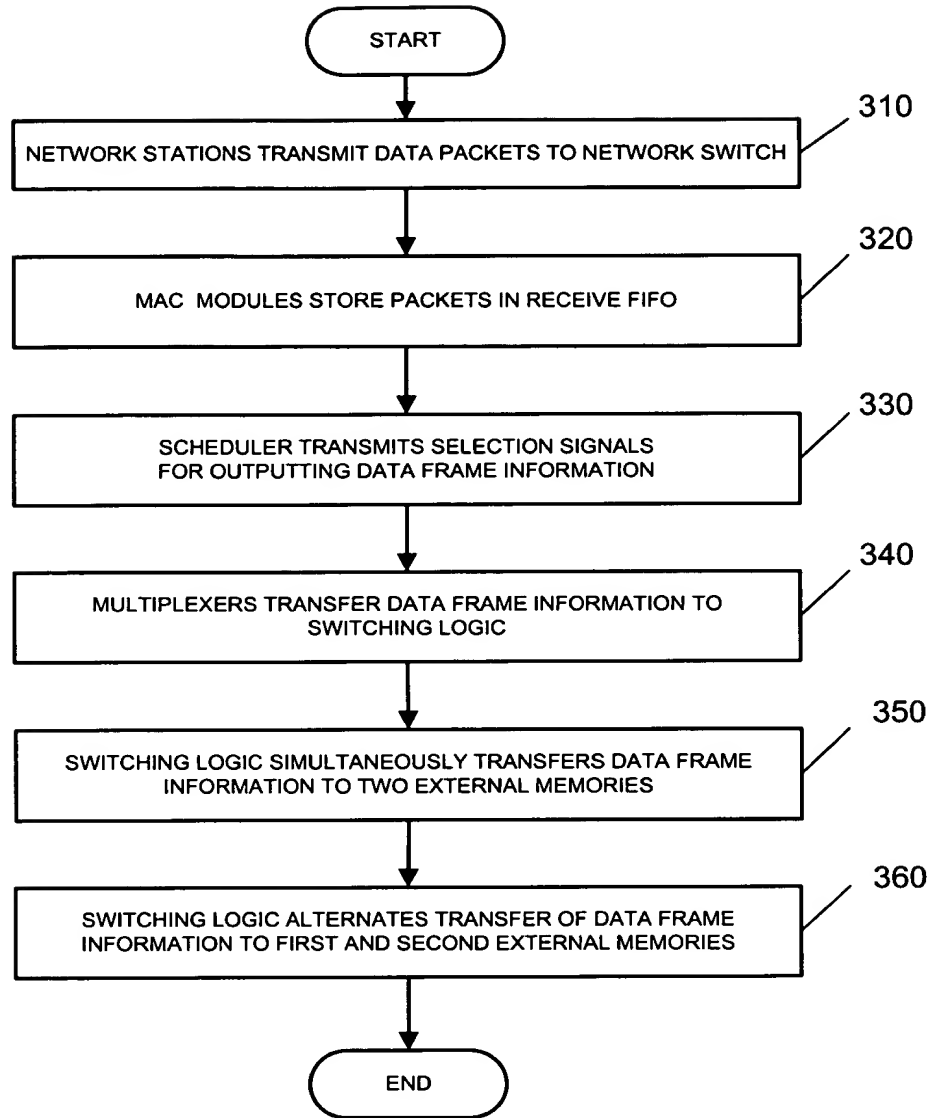 START
310
NETWORK STATIONS TRANSMIT DATA PACKETS TO NETWORK SWITCH
320
MAC MODULES STORE PACKETS IN RECEIVE FIFO
330
SCHEDULER TRANSMITS SELECTION SIGNALS
FOR OUTPUTTING DATA FRAME INFORMATION
340
MULTIPLEXERS TRANSFER DATA FRAME INFORMATION TO
SWITCHING LOGIC
350
SWITCHING LOGIC SIMULTANEOUSLY TRANSFERS DATA FRAME
INFORMATION TO TWO EXTERNAL MEMORIES
360
SWITCHING LOGIC ALTERNATES TRANSFER OF DATA FRAME
INFORMATION TO FIRST AND SECOND EXTERNAL MEMORIES
END